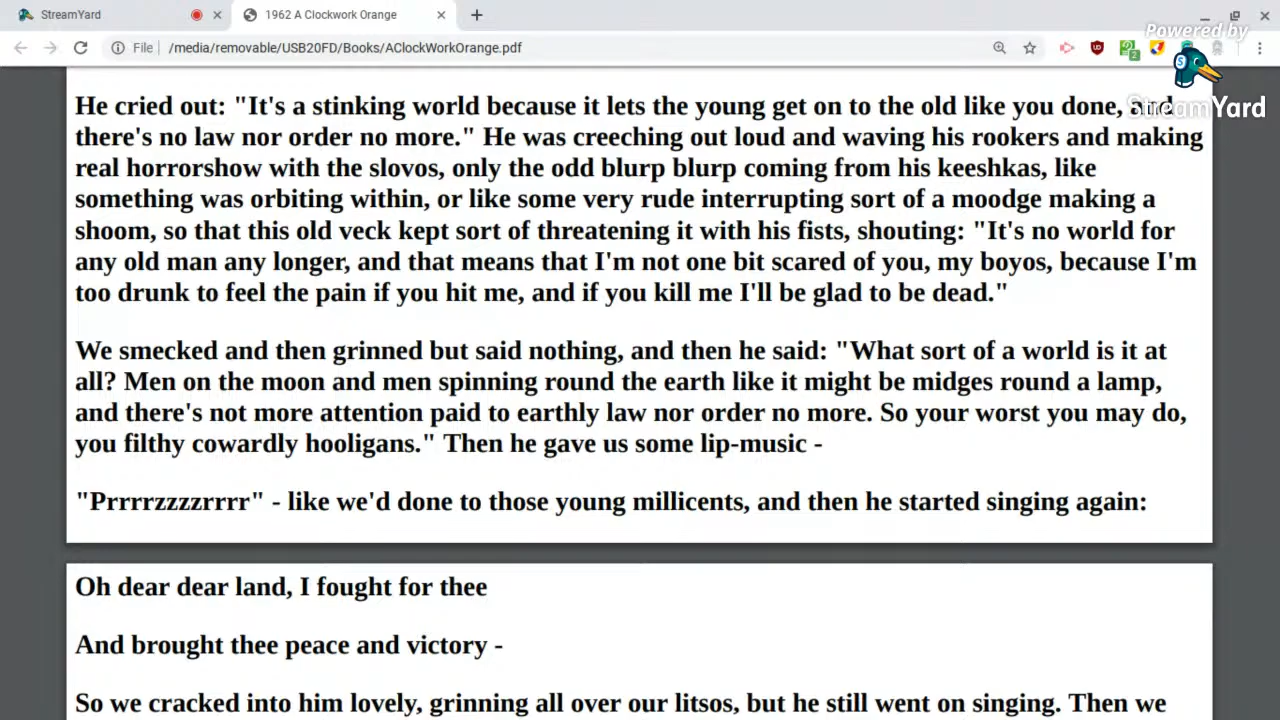 StreamYard
1962 A Clockwork Orange
File
/media/removable/USB20FD/Books/AClockWorkOrange.pdf
2
Powered by
S
StreamYard
He cried out: "It's a stinking world because it lets the young get on to the old like you done, and
there's no law nor order no more." He was creeching out loud and waving his rookers and making
real horrorshow with the slovos, only the odd blurp blurp coming from his keeshkas, like
something was orbiting within, or like some very rude interrupting sort of a moodge making a
shoom, so that this old veck kept sort of threatening it with his fists, shouting: "It's no world for
any old man any longer, and that means that I'm not one bit scared of you, my boyos, because I'm
too drunk to feel the pain if you hit me, and if you kill me I'll be glad to be dead."
We smecked and then grinned but said nothing, and then he said: "What sort of a world is it at
all? Men on the moon and men spinning round the earth like it might be midges round a lamp,
and there's not more attention paid to earthly law nor order no more. So your worst you may do,
you filthy cowardly hooligans." Then he gave us some lip-music -
"Prrrrzzzzrrrr" - like we'd done to those young millicents, and then he started singing again:
Oh dear dear land, I fought for thee
And brought thee peace and victory -
So we cracked into him lovely, grinning all over our litsos, but he still went on singing. Then we